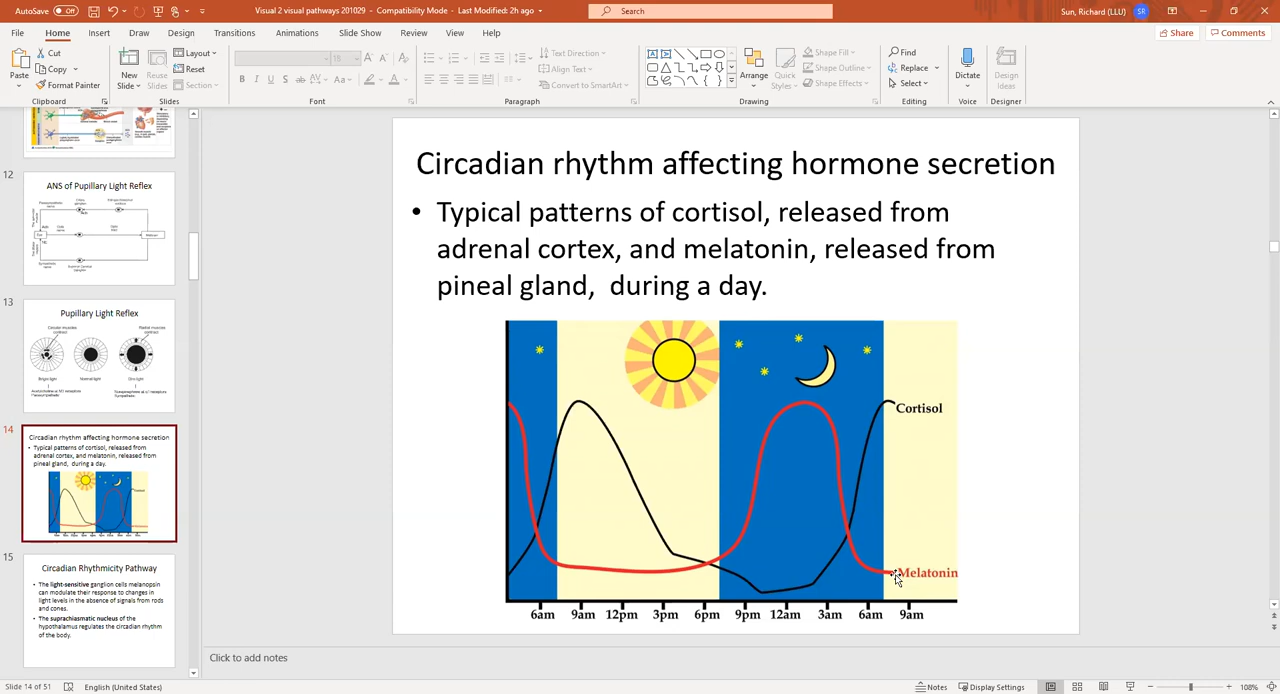 AutoSave Off
Visual 2 visual pathways 201029 - Compatibility Mode - Last Modified: 2h ago
Search
Sun, Richard (LLU) SR
File Home Insert Draw Design Transitions Animations Slide Show Review View Help
Share Comments
Paste
Cut
Copy
Format Painter
Clipboard
New Slide
Reuse Slides
Layout
Reset
Section
Slides
18
Font
Text Direction
Align Text
Convert to SmartArt
Paragraph
Arrange
Quick Styles
Shape Fill
Shape Outline
Shape Effects
Drawing
Find
Replace
Select
Editing
Dictate
Voice
Design Ideas
Designer
12
ANS of Pupillary Light Reflex
13
Pupillary Light Reflex
Circular muscles contract
Radial muscles contract
Bright light
Normal light
Dim light
14
Circadian rhythm affecting hormone secretion
Typical patterns of cortisol, released from
adrenal cortex, and melatonin, released from
pineal gland, during a day.
15
Circadian Rhythmicity Pathway
The light-sensitive ganglion cells melanopsin
can modulate their response to changes in
light levels in the absence of signals from rods
and cones.
The suprachiasmatic nucleus of the
hypothalamus regulates the circadian rhythm
of the body.
Circadian rhythm affecting hormone secretion
• Typical patterns of cortisol, released from
adrenal cortex, and melatonin, released from
pineal gland,  during a day.
Cortisol
Melatonin
6am 9am 12pm 3pm 6pm 9pm 12am 3am 6am 9am
Click to add notes
Slide 14 of 51 English (United States) Notes Display Settings 108%